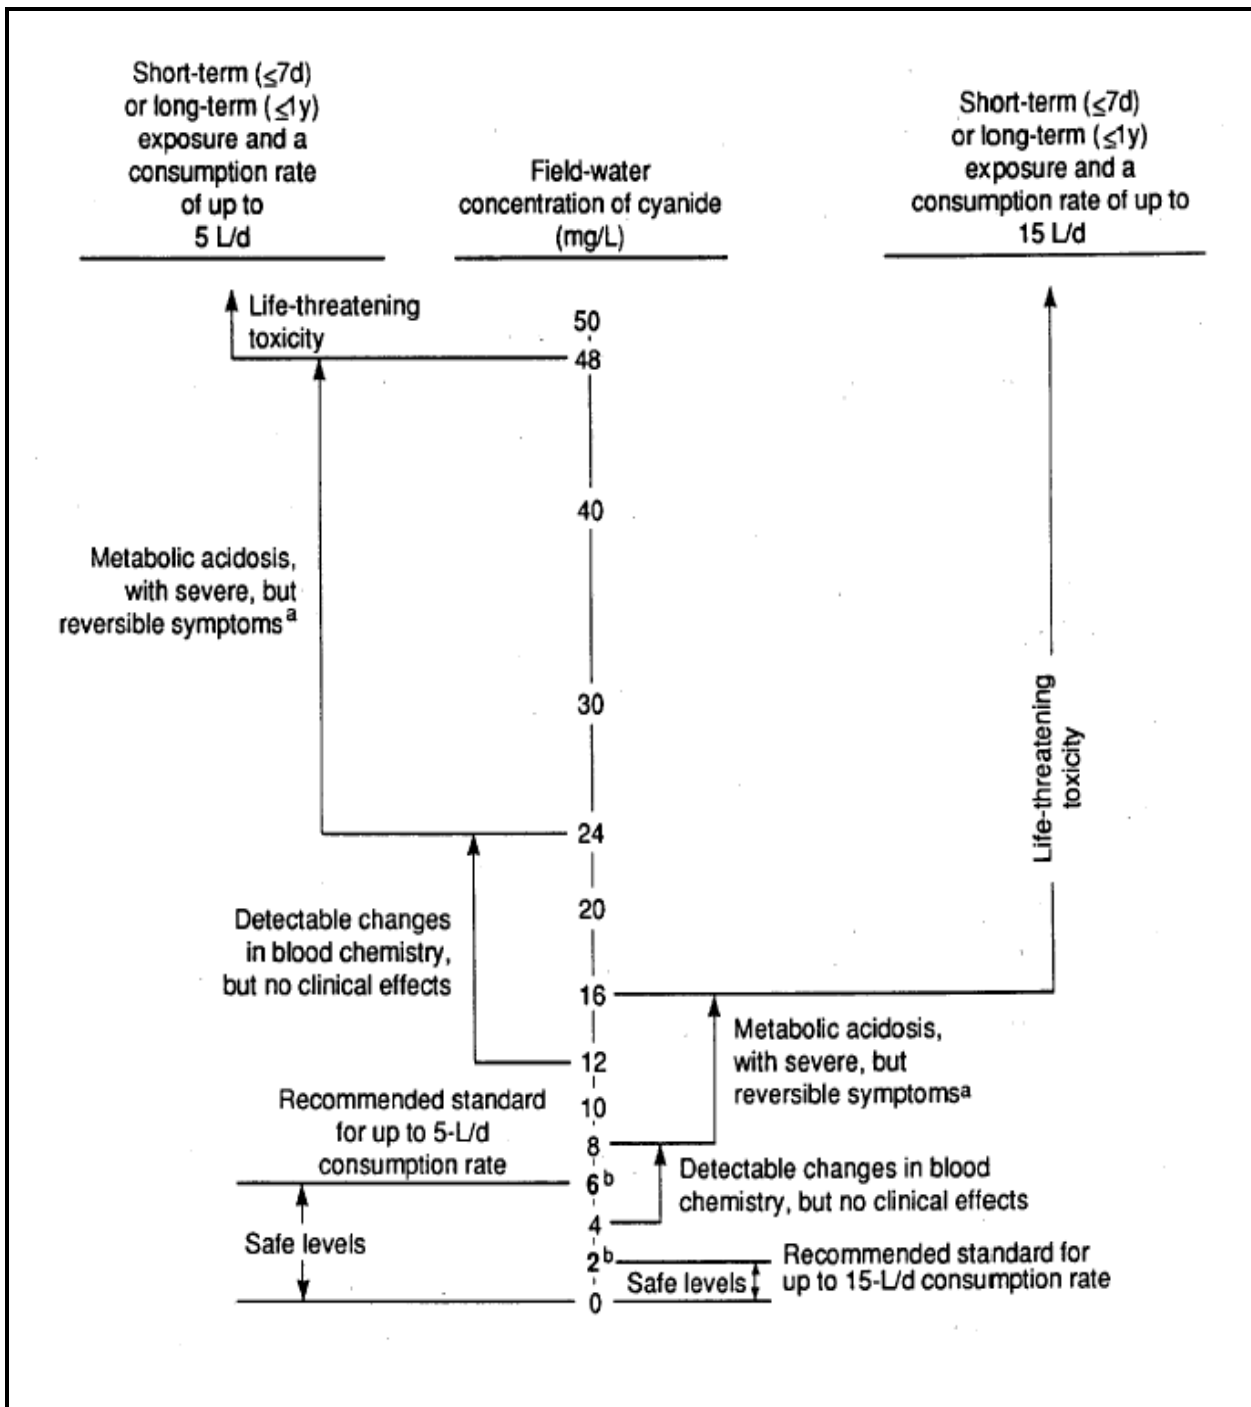 Short-term (≤7d)
or long-term (≤1y)
exposure and a
consumption rate
of up to
5 L/d
Field-water
concentration of cyanide
(mg/L)
Short-term (≤7d)
or long-term (≤1y)
exposure and a
consumption rate of up to
15 L/d
Life-threatening
toxicity
50
48
40
Metabolic acidosis,
with severe, but
reversible symptoms a
30
Life-threatening
toxicity
24
20
Detectable changes
in blood chemistry,
but no clinical effects
16
Metabolic acidosis,
with severe, but
reversible symptoms a
12
10
Recommended standard
for up to 5-L/d
consumption rate
8
6 b
Detectable changes in blood
chemistry, but no clinical effects
4
Safe levels
2 b
Recommended standard for
up to 15-L/d consumption rate
Safe levels
0